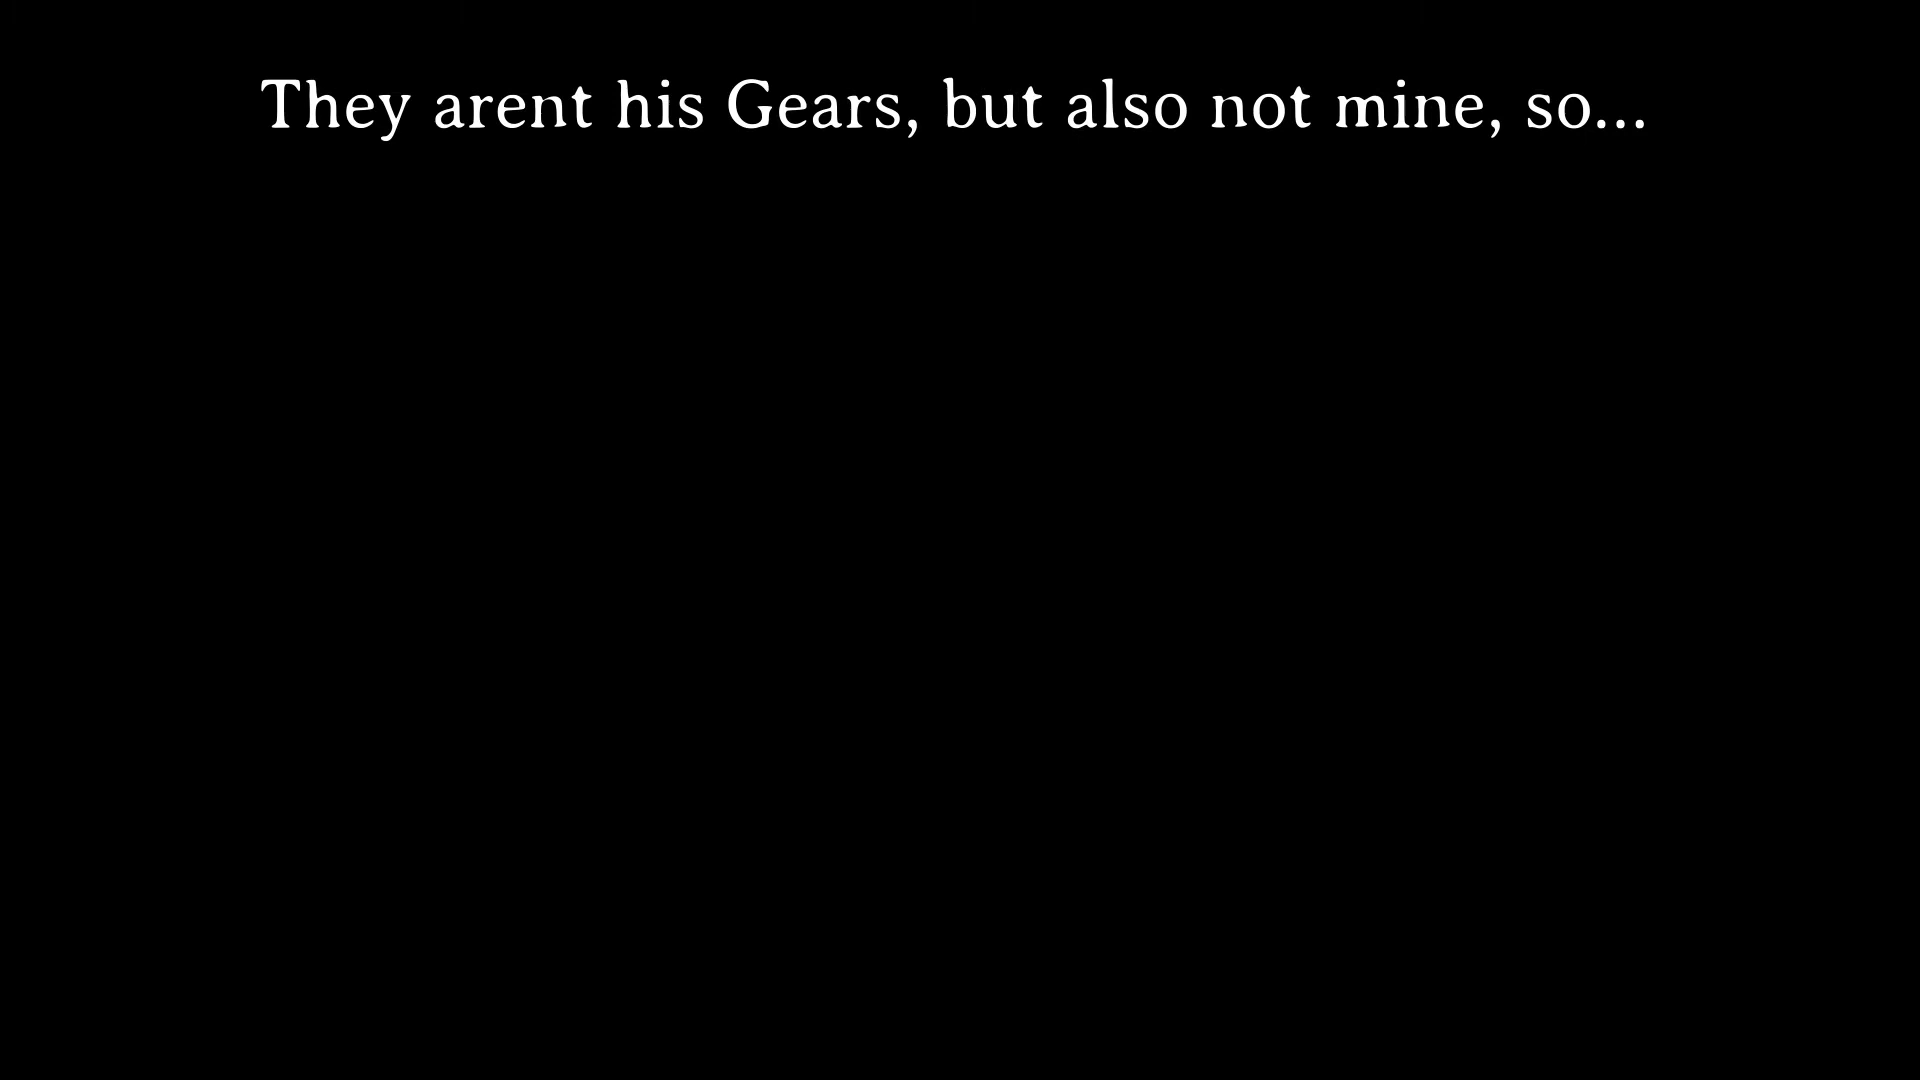 They arent his Gears, but also not mine, so...